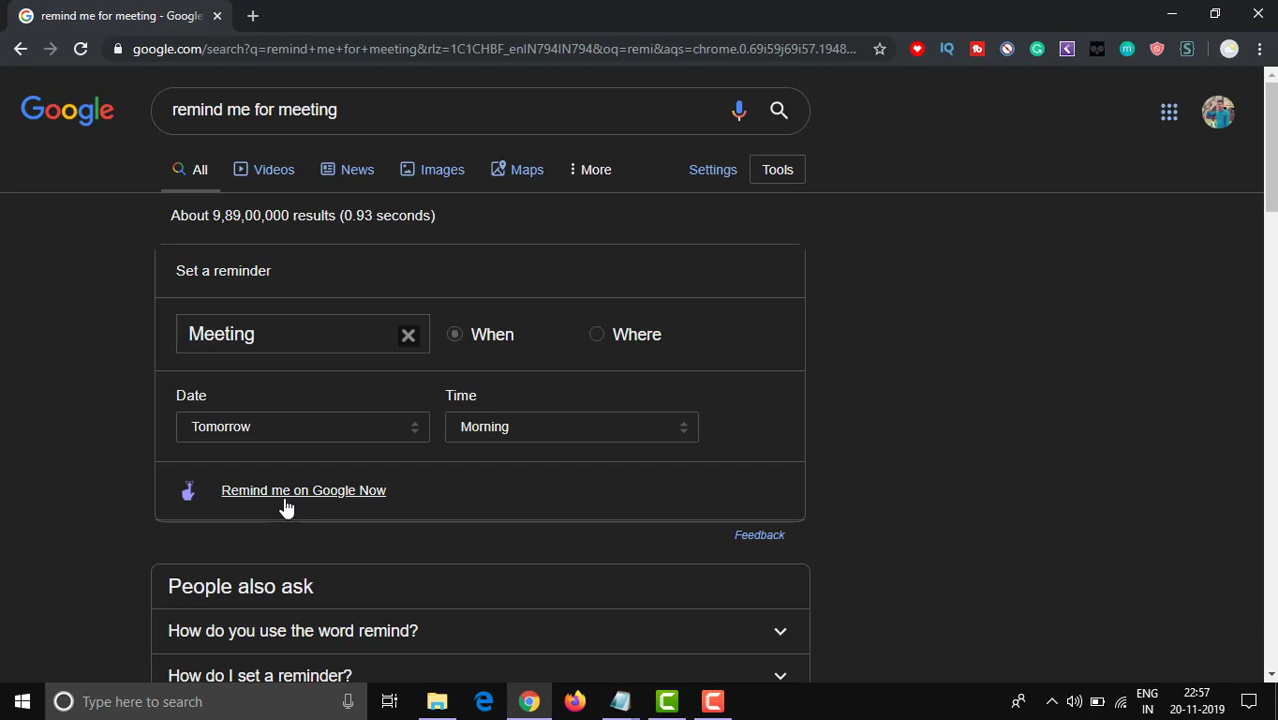 remind me for meeting - Google
google.com/search?q=remind+me+for+meeting&rlz=1C1CHBF_enIN794IN794&oq=remi&aqs=chrome.0.69i59j69i57.1948...
Google
remind me for meeting
All
Videos
News
Images
Maps
More
Settings
Tools
About 9,89,00,000 results (0.93 seconds)
Set a reminder
Meeting
When
Where
Date
Time
Tomorrow
Morning
Remind me on Google Now
Feedback
People also ask
How do you use the word remind?
How do I set a reminder?
Type here to search
ENG
IN
22:57
20-11-2019